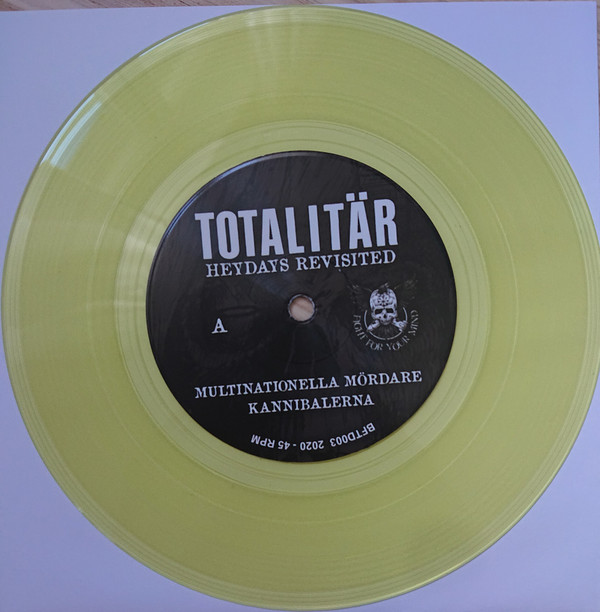 TOTALITÄR
HEYDAYS REVISITED
A
FIGHT FOR YOUR MIND
MULTINATIONELLA MÖRDARE
KANNIBALERNA
BFTD003 2020 - 45 RPM